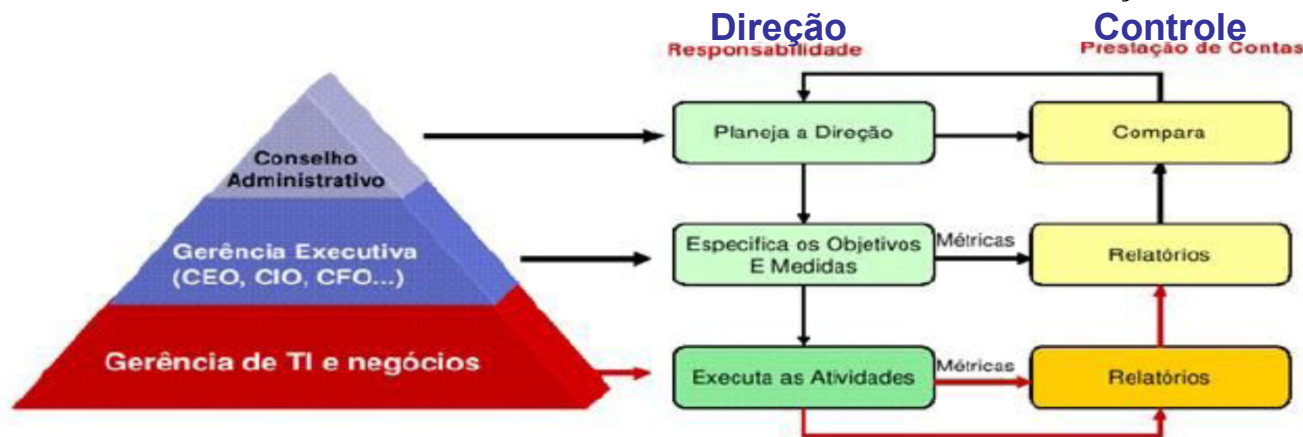 Direção
Controle
Responsabilidade
Prestação de Contas
Conselho
Administrativo
Planeja a Direção
Compara
Gerência Executiva
(CEO, CIO, CFO...)
Especifica os Objetivos
E Medidas
Métricas
Relatórios
Gerência de TI e negócios
Executa as Atividades
Métricas
Relatórios